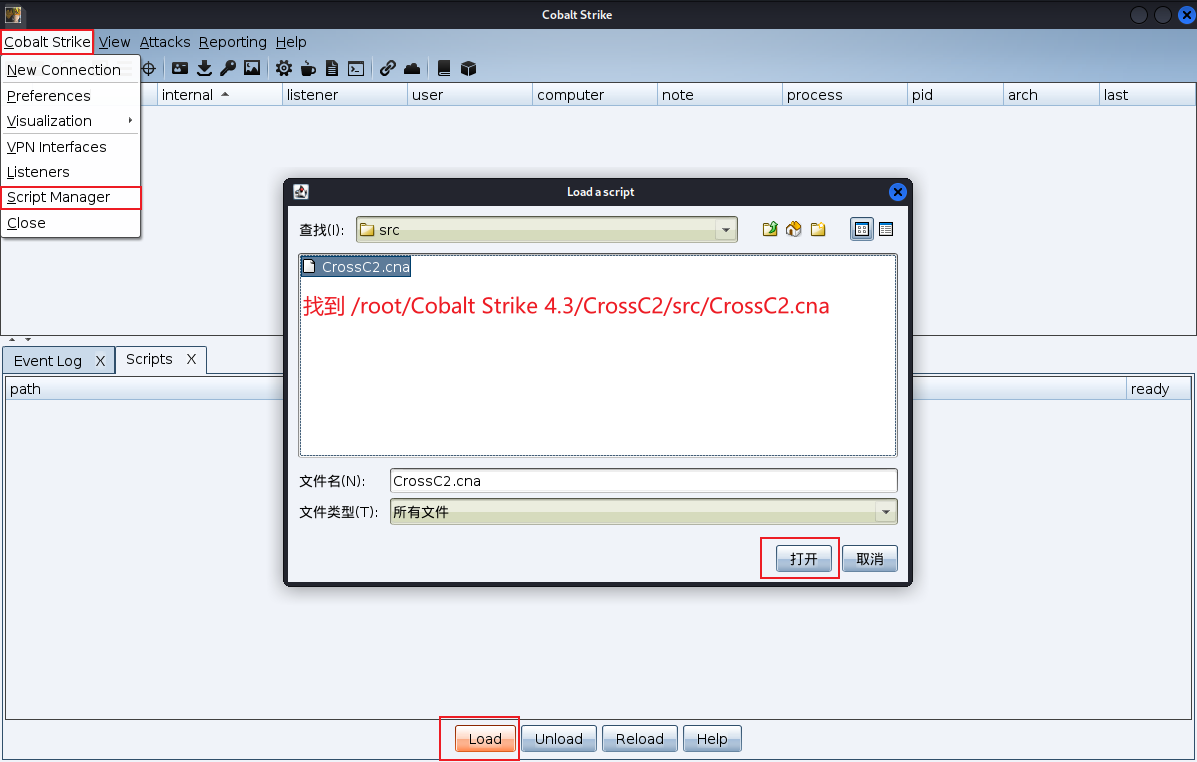 Cobalt Strike
Cobalt Strike View Attacks Reporting Help
New Connection
Preferences
Visualization
VPN Interfaces
Listeners
Script Manager
Close
internal listener user computer note process pid arch last
Load a script
查找(I): src
CrossC2.cna
找到 /root/Cobalt Strike 4.3/CrossC2/src/CrossC2.cna
文件名(N): CrossC2.cna
文件类型(T): 所有文件
打开 取消
Event Log X Scripts X
path ready
Load Unload Reload Help